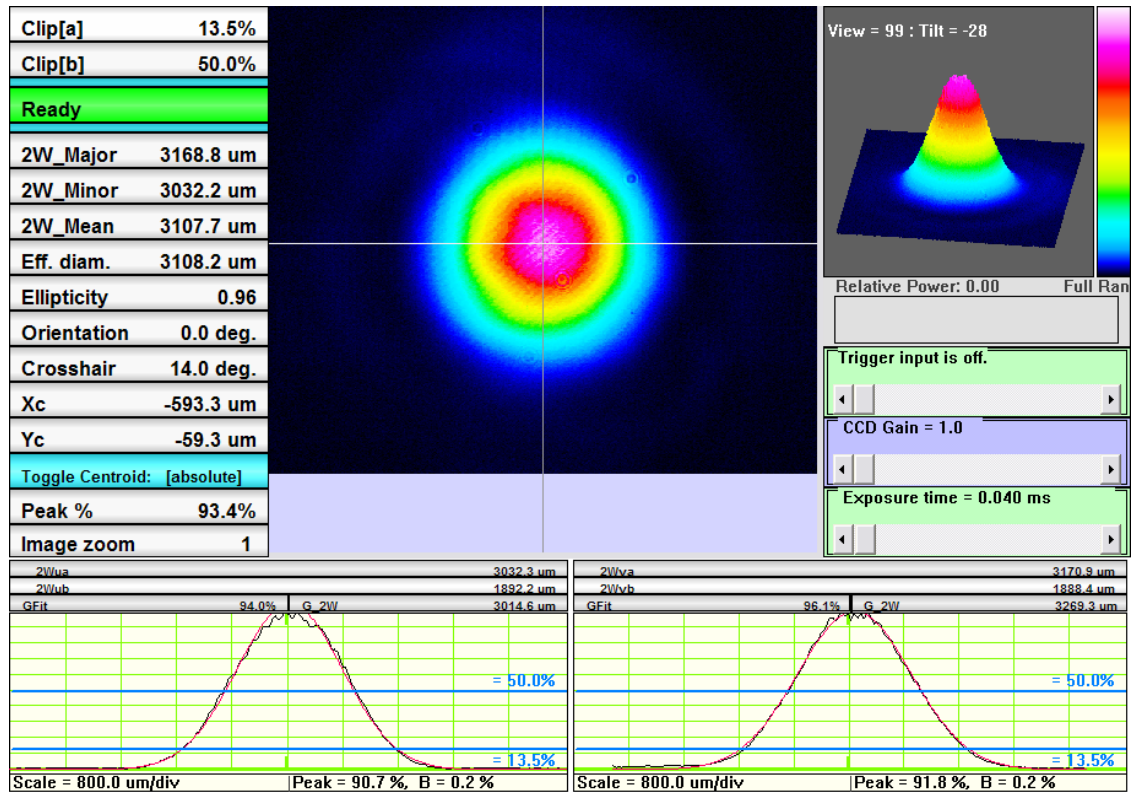 Clip[a] 13.5%
Clip[b] 50.0%
Ready
2W_Major 3168.8 um
2W_Minor 3032.2 um
2W_Mean 3107.7 um
Eff. diam. 3108.2 um
Ellipticity 0.96
Orientation 0.0 deg.
Crosshair 14.0 deg.
Xc -593.3 um
Yc -59.3 um
Toggle Centroid: [absolute]
Peak % 93.4%
Image zoom 1
View = 99 : Tilt = -28
Relative Power: 0.00 Full Ran
Trigger input is off.
CCD Gain = 1.0
Exposure time = 0.040 ms
2Wua 3032.3 um
2Wub 1892.2 um
GFit 94.0% G_2W 3014.6 um
= 50.0%
= 13.5%
Scale = 800.0 um/div Peak = 90.7 %, B = 0.2 %
2Wva 3170.9 um
2Wvb 1888.4 um
GFit 96.1% G_2W 3269.3 um
= 50.0%
= 13.5%
Scale = 800.0 um/div Peak = 91.8 %, B = 0.2 %